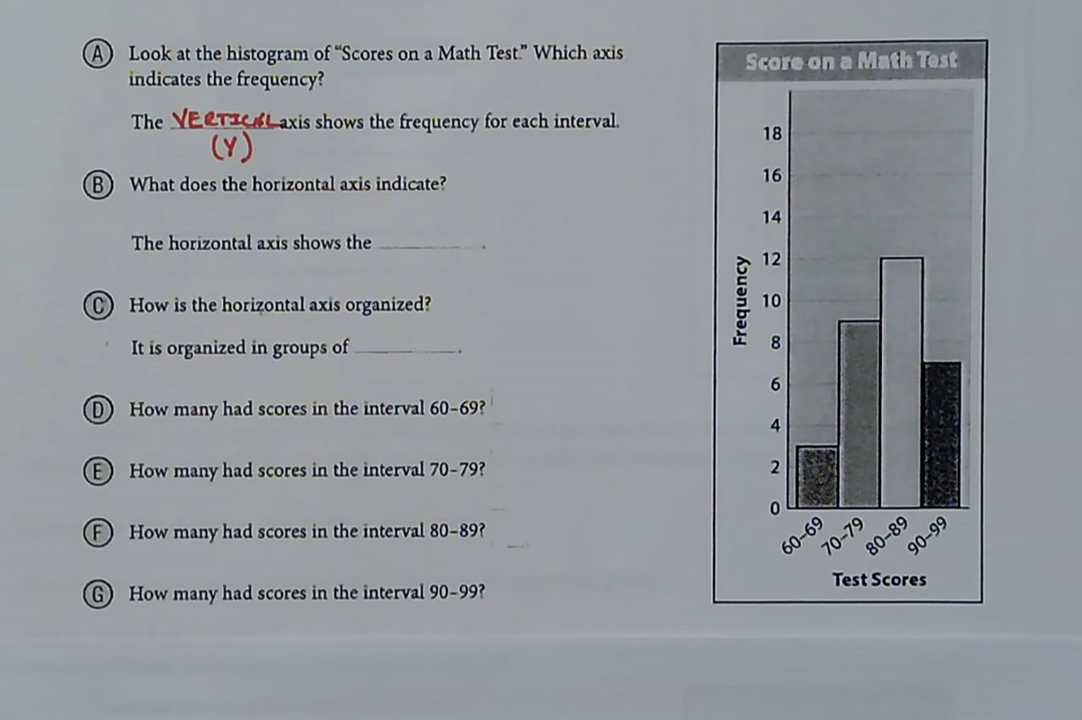 Ⓐ Look at the histogram of “Scores on a Math Test.” Which axis
indicates the frequency?
The VERTICAL axis shows the frequency for each interval.
(Y)
Ⓑ What does the horizontal axis indicate?
The horizontal axis shows the ________.
Ⓒ How is the horizontal axis organized?
It is organized in groups of ________.
Ⓓ How many had scores in the interval 60–69?
Ⓔ How many had scores in the interval 70–79?
Ⓕ How many had scores in the interval 80–89?
Ⓖ How many had scores in the interval 90–99?
Score on a Math Test
Frequency
18
16
14
12
10
8
6
4
2
0
60–69
70–79
80–89
90–99
Test Scores